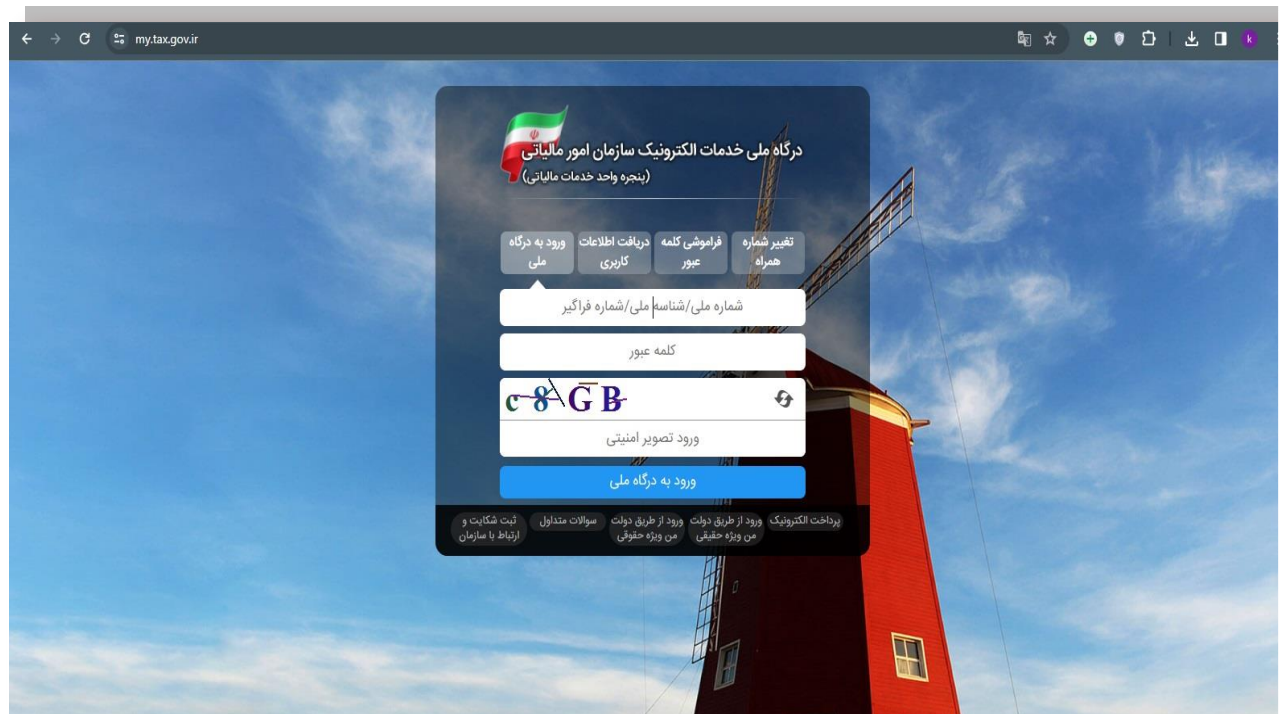 my.tax.gov.ir
k
درگاه ملی خدمات الکترونیک سازمان امور مالیاتی
(پنجره واحد خدمات مالیاتی)
تغییر شماره
همراه
فراموشی کلمه
عبور
دریافت اطلاعات
کاربری
ورود به درگاه
ملی
شماره ملی/شناسه ملی/شماره فراگیر
کلمه عبور
c 8 G B
ورود تصویر امنیتی
ورود به درگاه ملی
پرداخت الکترونیک
ورود از طریق دولت
من ویژه حقیقی
ورود از طریق دولت
من ویژه حقوقی
سوالات متداول
ثبت شکایت و
ارتباط با سازمان